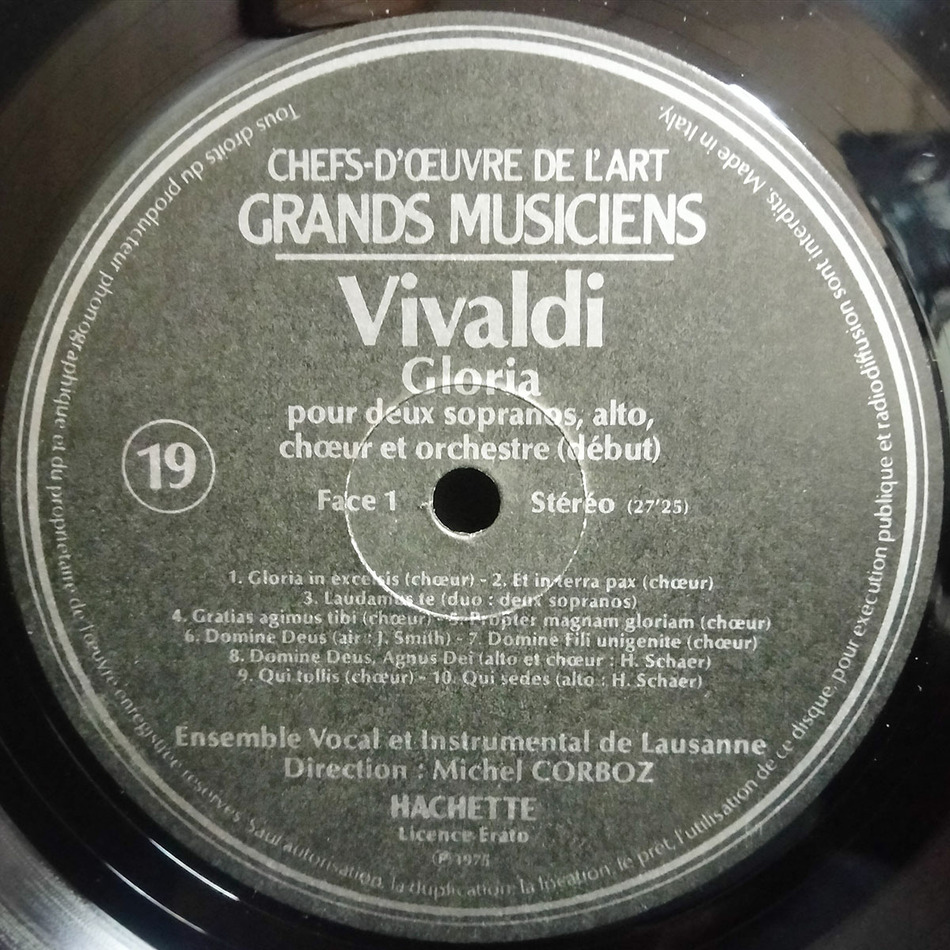 CHEFS-D'ŒUVRE DE L'ART
GRANDS MUSICIENS
Vivaldi
Gloria
pour deux sopranos, alto,
chœur et orchestre (début)
19
Face 1 Stéréo (27'25)
1. Gloria in excelsis (chœur) - 2. Et in terra pax (chœur)
3. Laudamus te (duo : deux sopranos)
4. Gratias agimus tibi (chœur) - 5. Propter magnam gloriam (chœur)
6. Domine Deus (air : J. Smith) - 7. Domine Fili unigenite (chœur)
8. Domine Deus, Agnus Dei (alto et chœur : H. Schaer)
9. Qui tollis (chœur) - 10. Qui sedes (alto : H. Schaer)
Ensemble Vocal et Instrumental de Lausanne
Direction : Michel CORBOZ
HACHETTE
Licence Erato
℗ 1975
Tous droits du producteur phonographique et du propriétaire de l'œuvre enregistrée réservés. Sauf autorisation, la duplication, la location, le prêt, l'utilisation de ce disque, pour exécution publique et radiodiffusion sont interdits. Made in Italy.